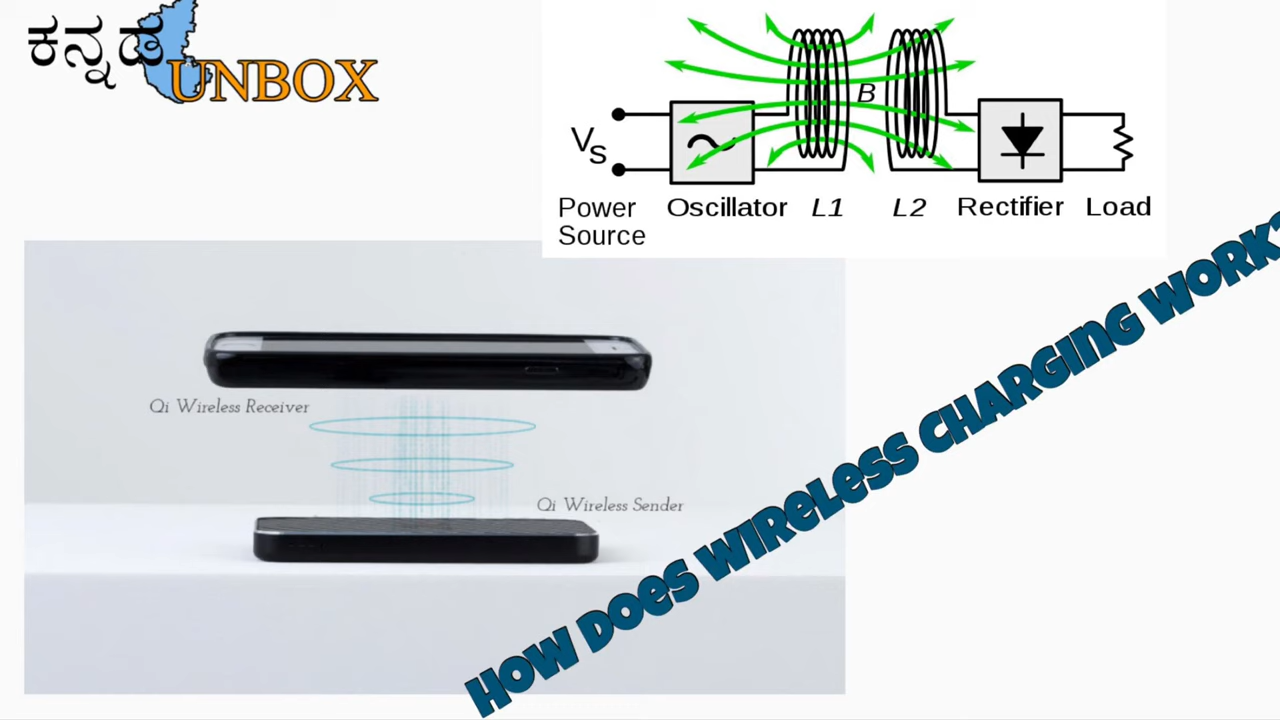 ಕನ್ನಡ
UNBOX
B
VS
Power
Source
Oscillator
L1
L2
Rectifier
Load
Qi Wireless Receiver
Qi Wireless Sender
HOW DOES WIRELESS CHARGING WORK?